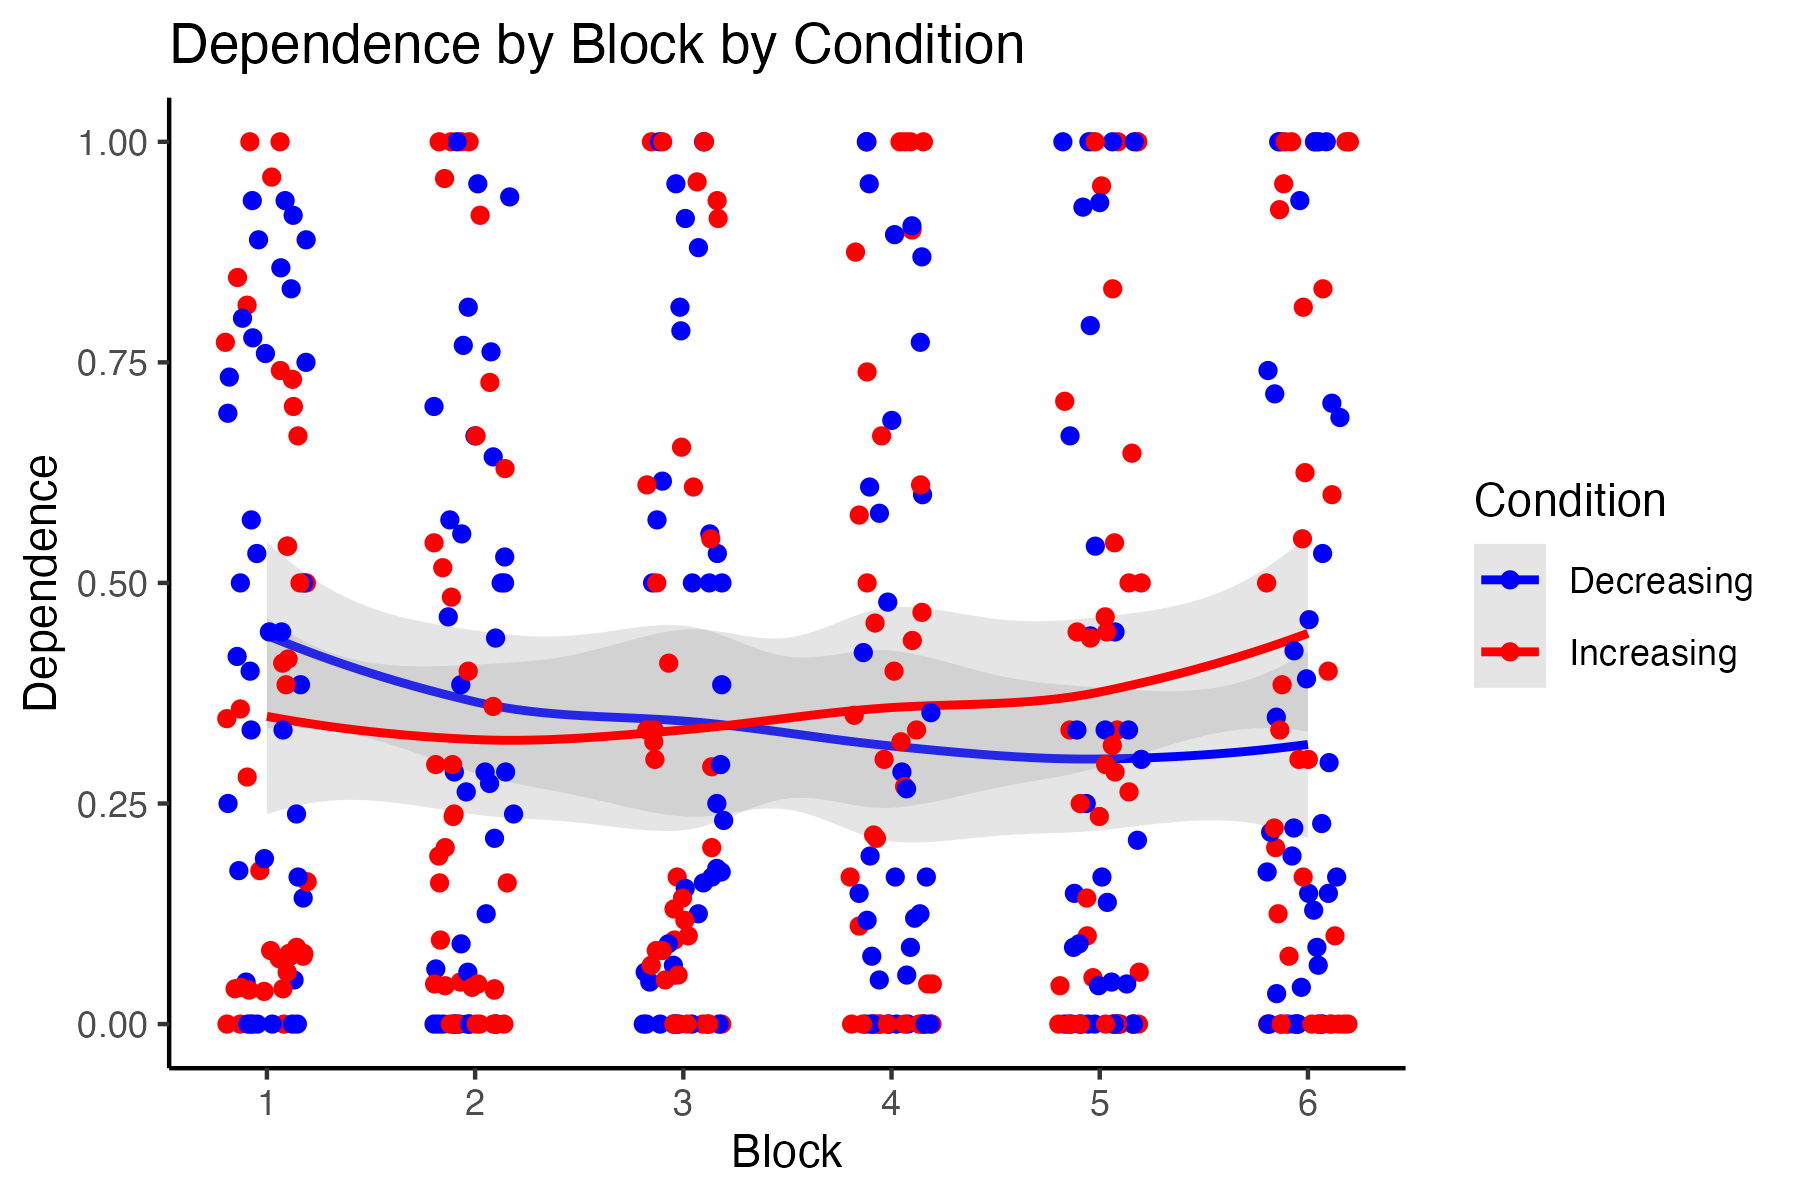 Dependence by Block by Condition
1.00
0.75
0.50
0.25
0.00
Dependence
1 2 3 4 5 6
Block
Condition
Decreasing
Increasing